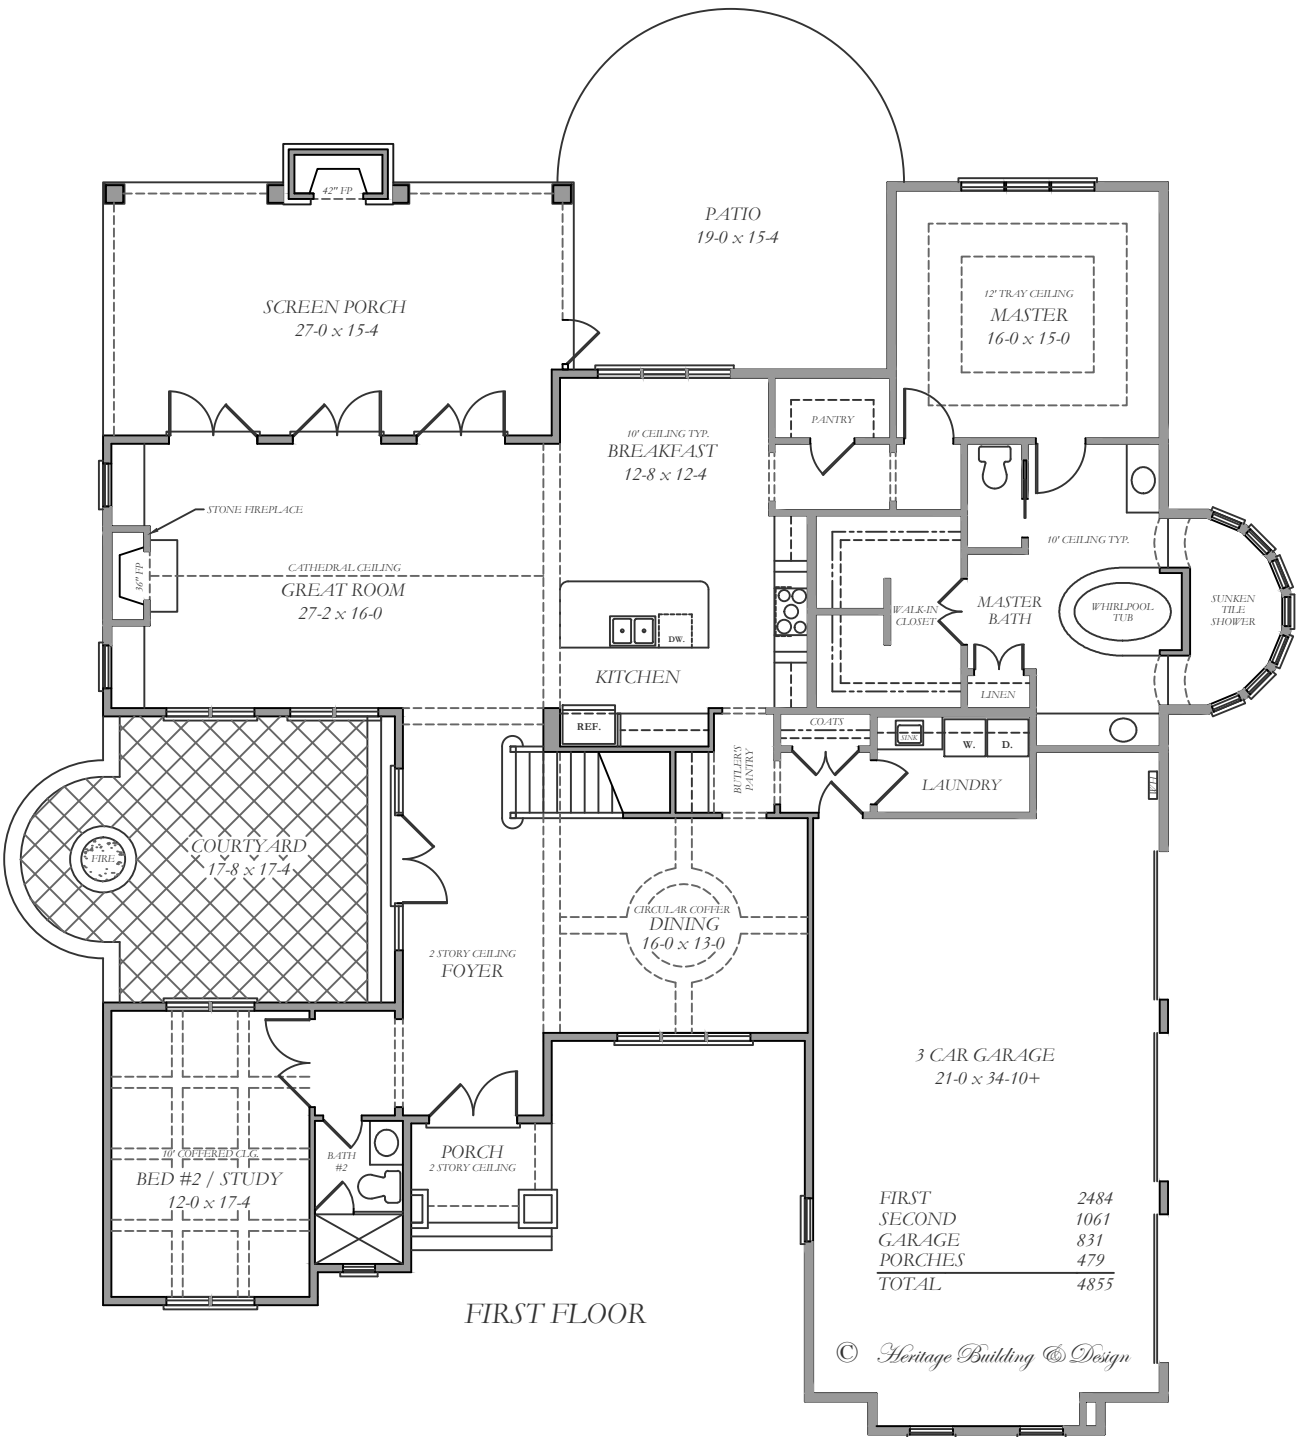 42" FP
PATIO
19-0 x 15-4
SCREEN PORCH
27-0 x 15-4
12' TRAY CEILING
MASTER
16-0 x 15-0
PANTRY
10' CEILING TYP.
BREAKFAST
12-8 x 12-4
STONE FIREPLACE
36" FP
CATHEDRAL CEILING
GREAT ROOM
27-2 x 16-0
DW.
KITCHEN
REF.
WALK-IN
CLOSET
10' CEILING TYP.
MASTER
BATH
WHIRLPOOL
TUB
SUNKEN
TILE
SHOWER
LINEN
COATS
SINK
W.
D.
LAUNDRY
BUTLER'S
PANTRY
WH
COURTYARD
17-8 x 17-4
FIRE
CIRCULAR COFFER
DINING
16-0 x 13-0
2 STORY CEILING
FOYER
3 CAR GARAGE
21-0 x 34-10+
10' COFFERED CLG.
BED #2 / STUDY
12-0 x 17-4
BATH
#2
PORCH
2 STORY CEILING
FIRST 2484
SECOND 1061
GARAGE 831
PORCHES 479
TOTAL 4855
FIRST FLOOR
© Heritage Building & Design